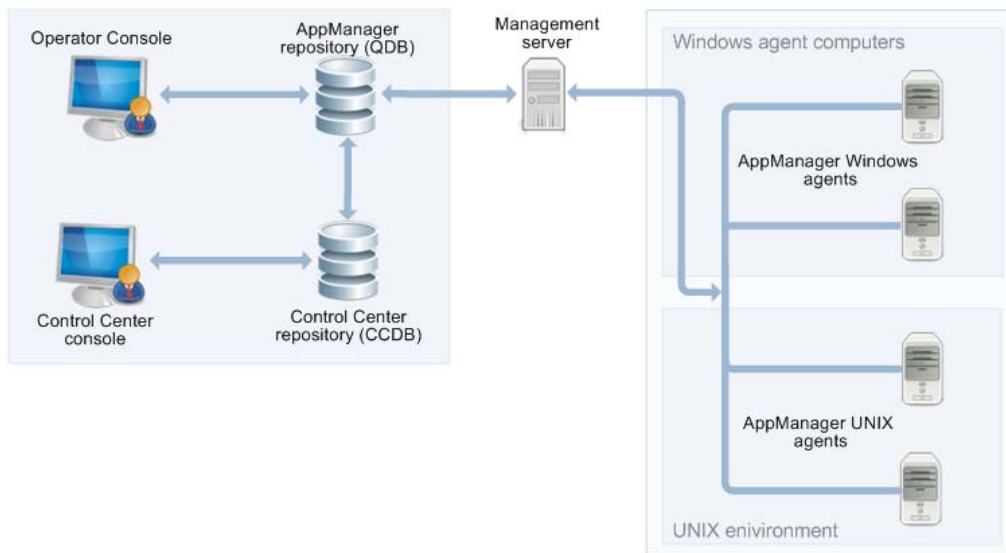 Operator Console
AppManager
repository (QDB)
Management
server
Windows agent computers
AppManager Windows
agents
Control Center
console
Control Center
repository (CCDB)
AppManager UNIX
agents
UNIX enivironment